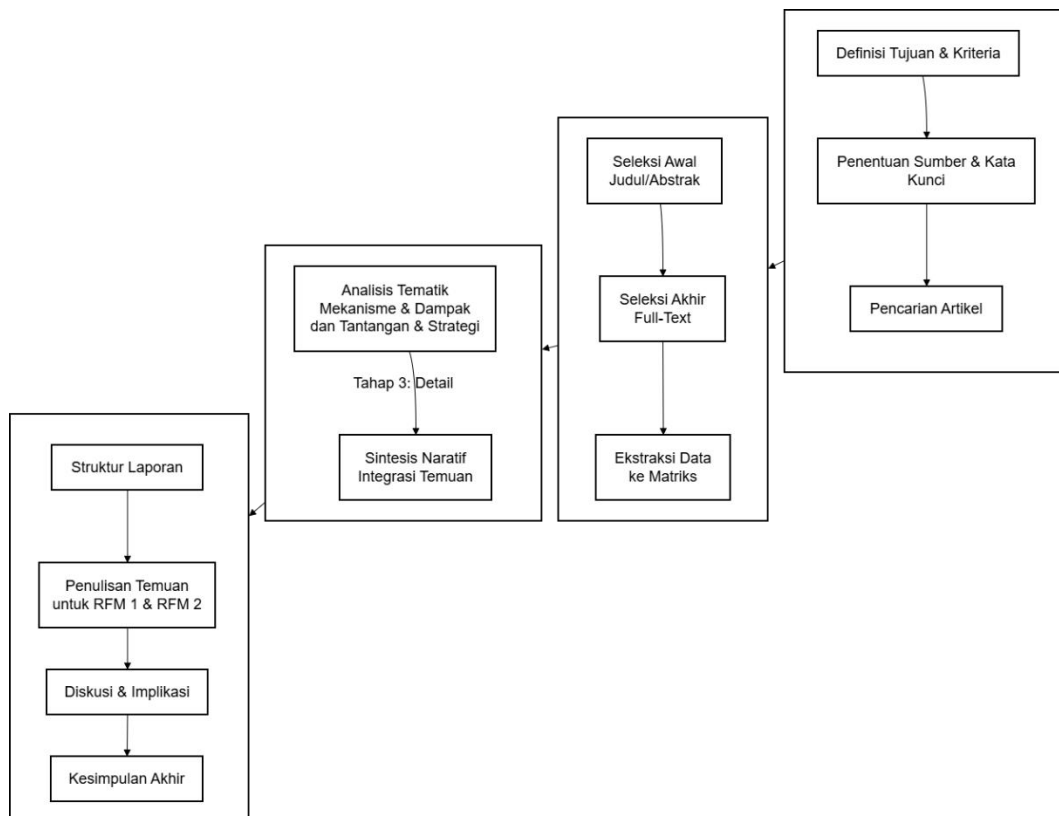 Definisi Tujuan & Kriteria
Penentuan Sumber & Kata
Kunci
Pencarian Artikel
Seleksi Awal
Judul/Abstrak
Seleksi Akhir
Full-Text
Ekstraksi Data
ke Matriks
Analisis Tematik
Mekanisme & Dampak
dan Tantangan & Strategi
Tahap 3: Detail
Sintesis Naratif
Integrasi Temuan
Struktur Laporan
Penulisan Temuan
untuk RFM 1 & RFM 2
Diskusi & Implikasi
Kesimpulan Akhir